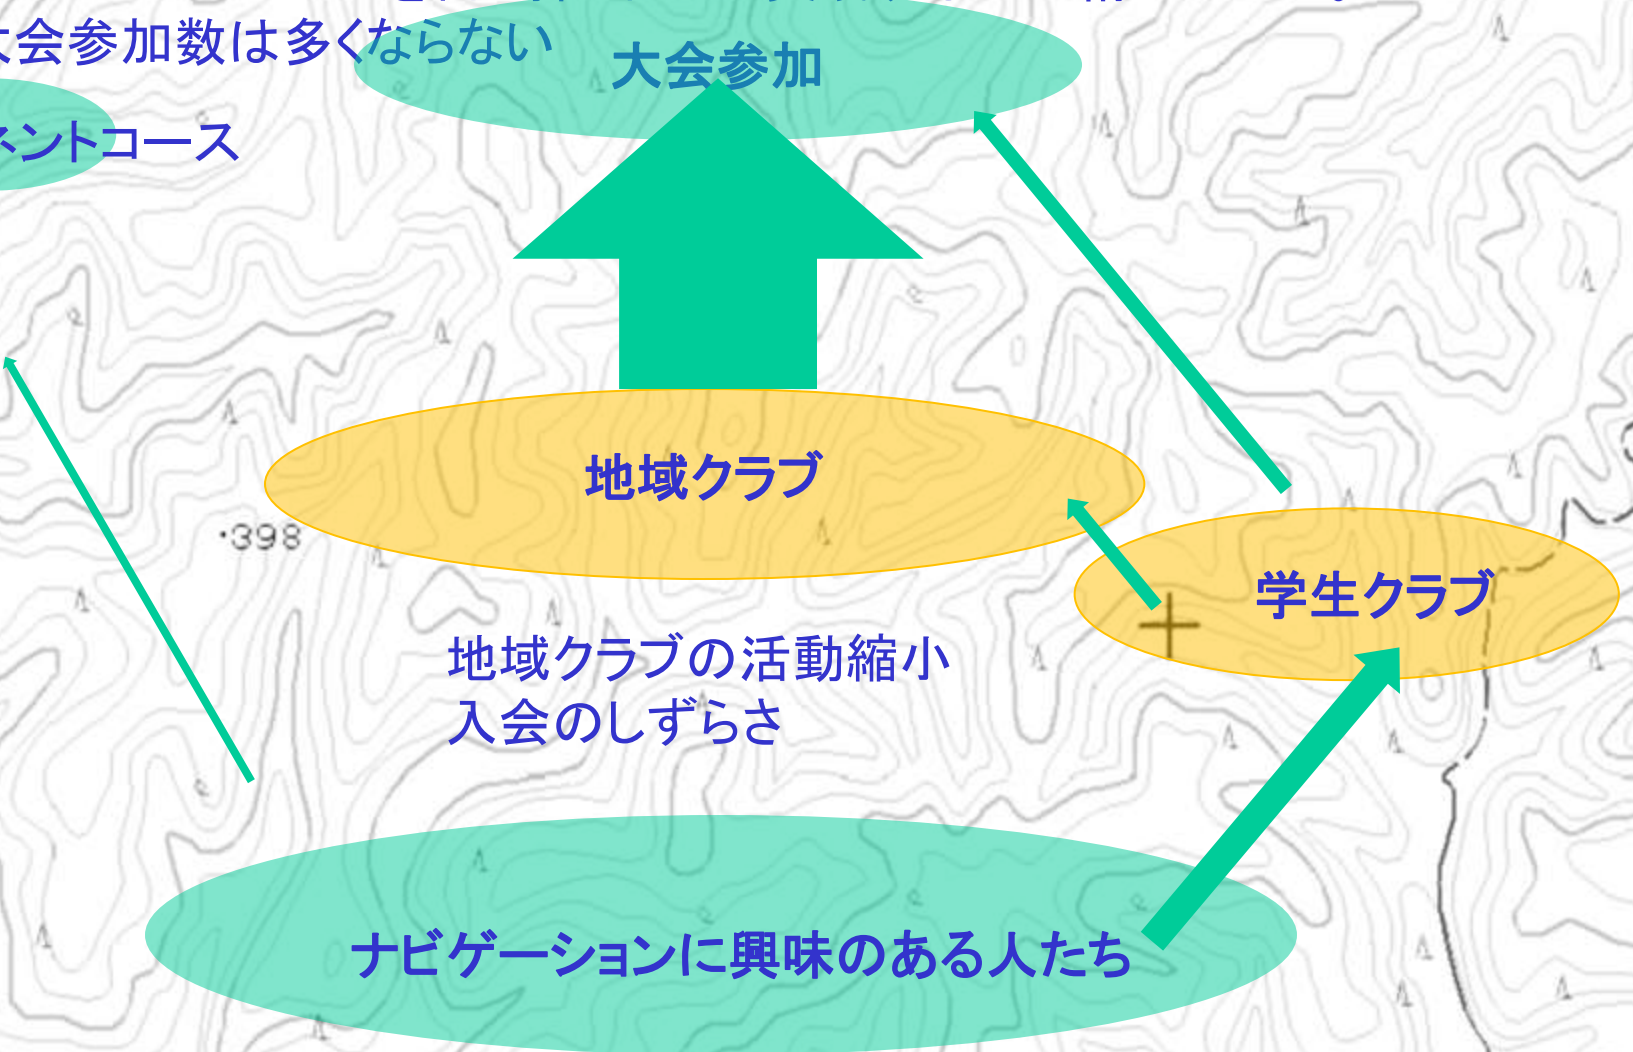 会参加数は多くならない
大会参加
ネントコース
地域クラブ
・398
学生クラブ
地域クラブの活動縮小
入会のしずらさ
ナビゲーションに興味のある人たち